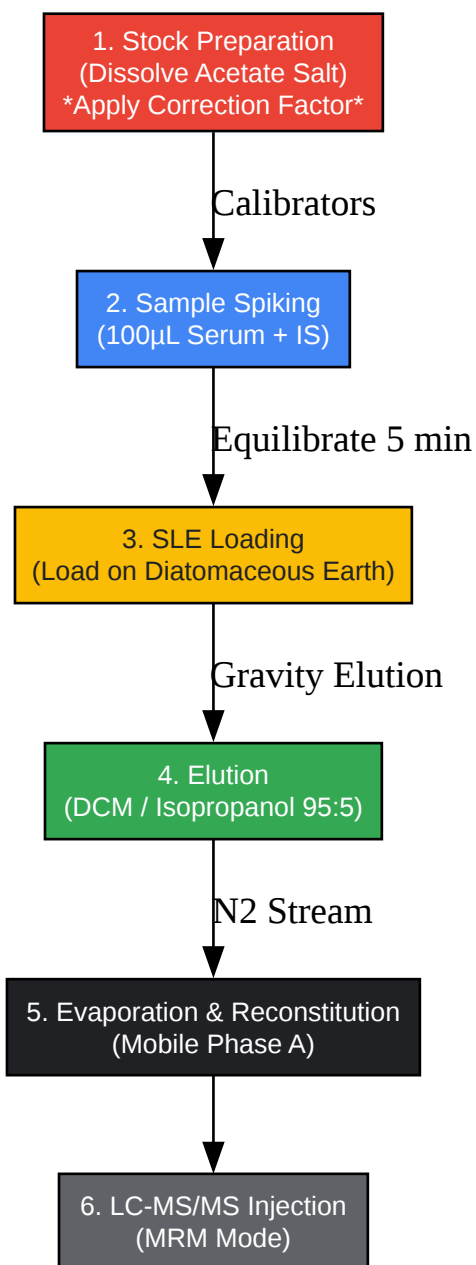 1. Stock Preparation
(Dissolve Acetate Salt)
*Apply Correction Factor*
Calibrators
2. Sample Spiking
(100µL Serum + IS)
Equilibrate 5 min
3. SLE Loading
(Load on Diatomaceous Earth)
Gravity Elution
4. Elution
(DCM / Isopropanol 95:5)
N2 Stream
5. Evaporation & Reconstitution
(Mobile Phase A)
6. LC-MS/MS Injection
(MRM Mode)